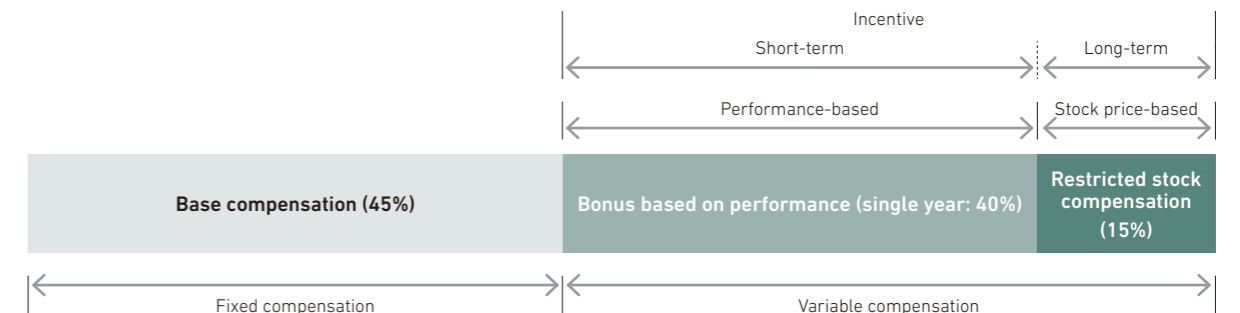 Incentive
Short-term
Long-term
Performance-based
Stock price-based
Base compensation (45%)
Bonus based on performance (single year: 40%)
Restricted stock
compensation
(15%)
Fixed compensation
Variable compensation